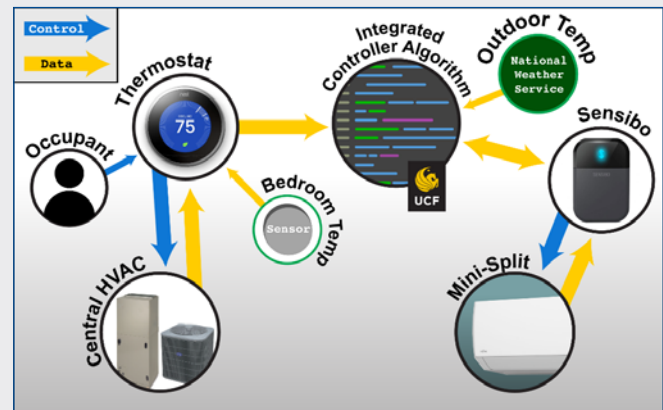 Control
Data
Thermostat
75
Occupant
Central HVAC
Bedroom Temp
Sensor
Integrated
Controller Algorithm
UCF
Outdoor Temp
National
Weather
Service
Sensibo
Mini-Split